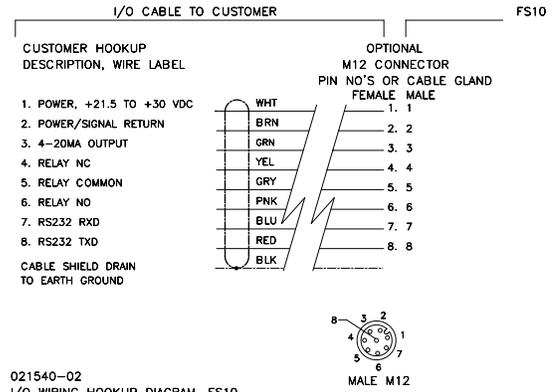 I/O CABLE TO CUSTOMER
FS10
CUSTOMER HOOKUP
DESCRIPTION, WIRE LABEL
OPTIONAL
M12 CONNECTOR
PIN NO'S OR CABLE GLAND
FEMALE MALE
1. POWER, +21.5 TO +30 VDC WHT 1. 1
2. POWER/SIGNAL RETURN BRN 2. 2
3. 4-20MA OUTPUT GRN 3. 3
4. RELAY NC YEL 4. 4
5. RELAY COMMON GRY 5. 5
6. RELAY NO PNK 6. 6
7. RS232 RXD BLU 7. 7
8. RS232 TXD RED 8. 8
CABLE SHIELD DRAIN BLK
TO EARTH GROUND
8 3 2
4 1
5 7
6
MALE M12
021540-02
I/O WIRING HOOKUP DIAGRAM, FS10